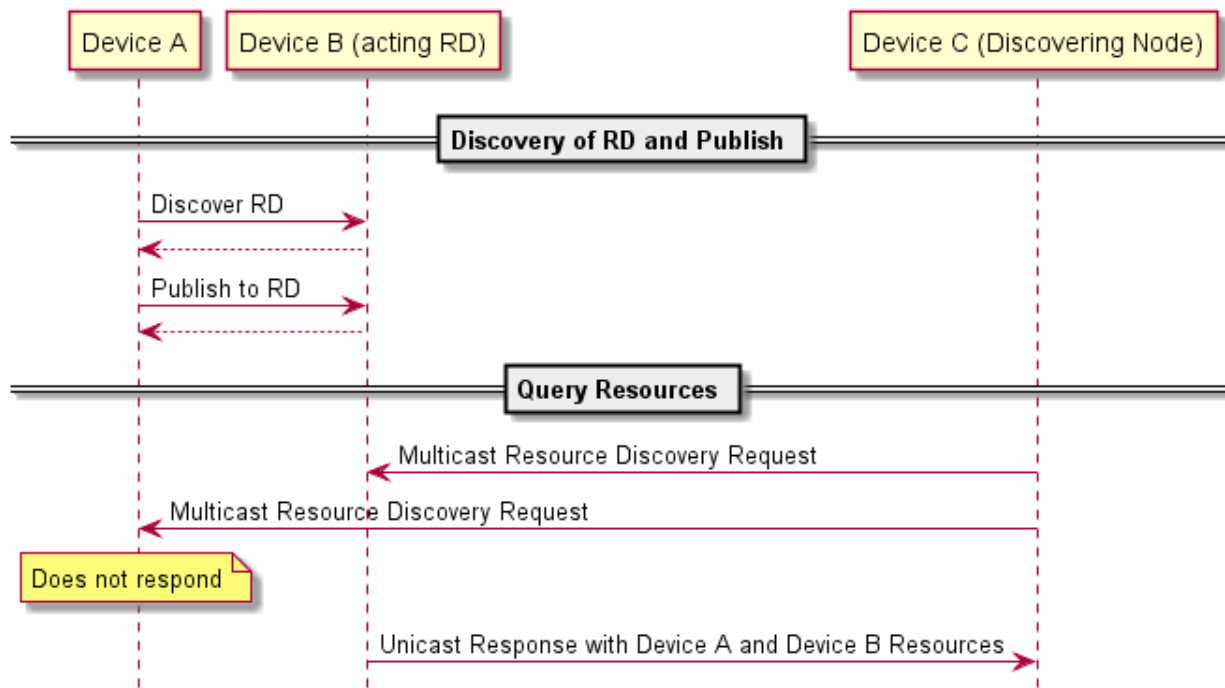 Device A
Device B (acting RD)
Device C (Discovering Node)
Discovery of RD and Publish
Discover RD
Publish to RD
Query Resources
Multicast Resource Discovery Request
Multicast Resource Discovery Request
Does not respond
Unicast Response with Device A and Device B Resources